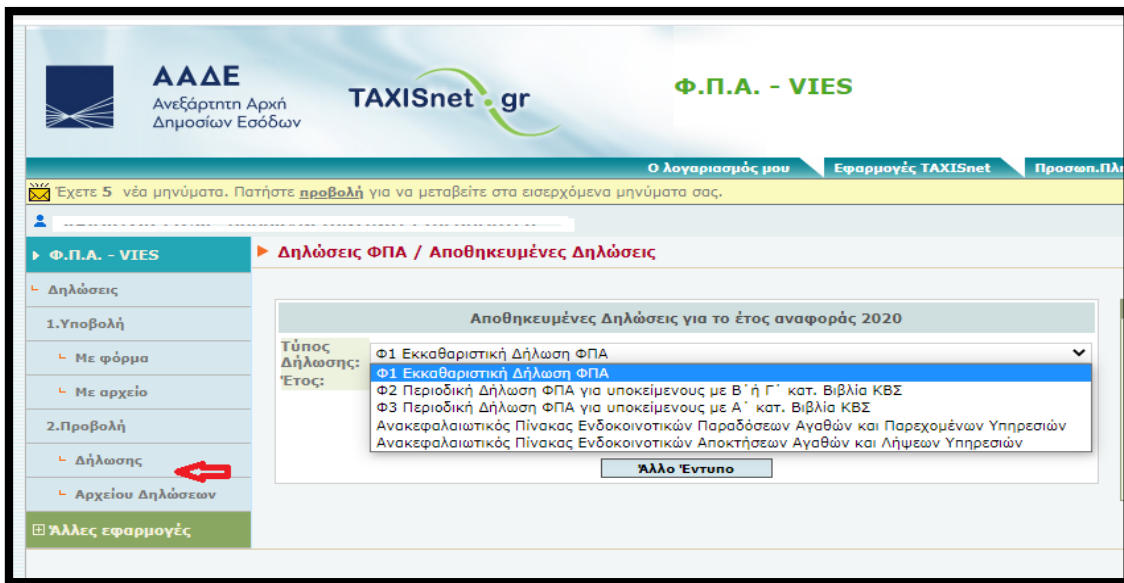 ΑΑΔΕ
Ανεξάρτητη Αρχή
Δημοσίων Εσόδων
TAXISnet.gr
Φ.Π.Α. - VIES
Ο λογαριασμός μου
Εφαρμογές TAXISnet
Προσωπ.Πλ
Έχετε 5 νέα μηνύματα. Πατήστε προβολή για να μεταβείτε στα εισερχόμενα μηνύματα σας.
Φ.Π.Α. - VIES
Δηλώσεις
1.Υποβολή
Με φόρμα
Με αρχείο
2.Προβολή
Δήλωσης
Αρχείου Δηλώσεων
Άλλες εφαρμογές
Δηλώσεις ΦΠΑ / Αποθηκευμένες Δηλώσεις
Αποθηκευμένες Δηλώσεις για το έτος αναφοράς 2020
Τύπος
Δήλωσης:
Φ1 Εκκαθαριστική Δήλωση ΦΠΑ
Έτος:
Φ1 Εκκαθαριστική Δήλωση ΦΠΑ
Φ2 Περιοδική Δήλωση ΦΠΑ για υποκείμενους με Β΄ή Γ΄ κατ. Βιβλία ΚΒΣ
Φ3 Περιοδική Δήλωση ΦΠΑ για υποκείμενους με Α΄ κατ. Βιβλία ΚΒΣ
Ανακεφαλαιωτικός Πίνακας Ενδοκοινοτικών Παραδόσεων Αγαθών και Παρεχομένων Υπηρεσιών
Ανακεφαλαιωτικός Πίνακας Ενδοκοινοτικών Αποκτήσεων Αγαθών και Λήψεων Υπηρεσιών
Άλλο Έντυπο